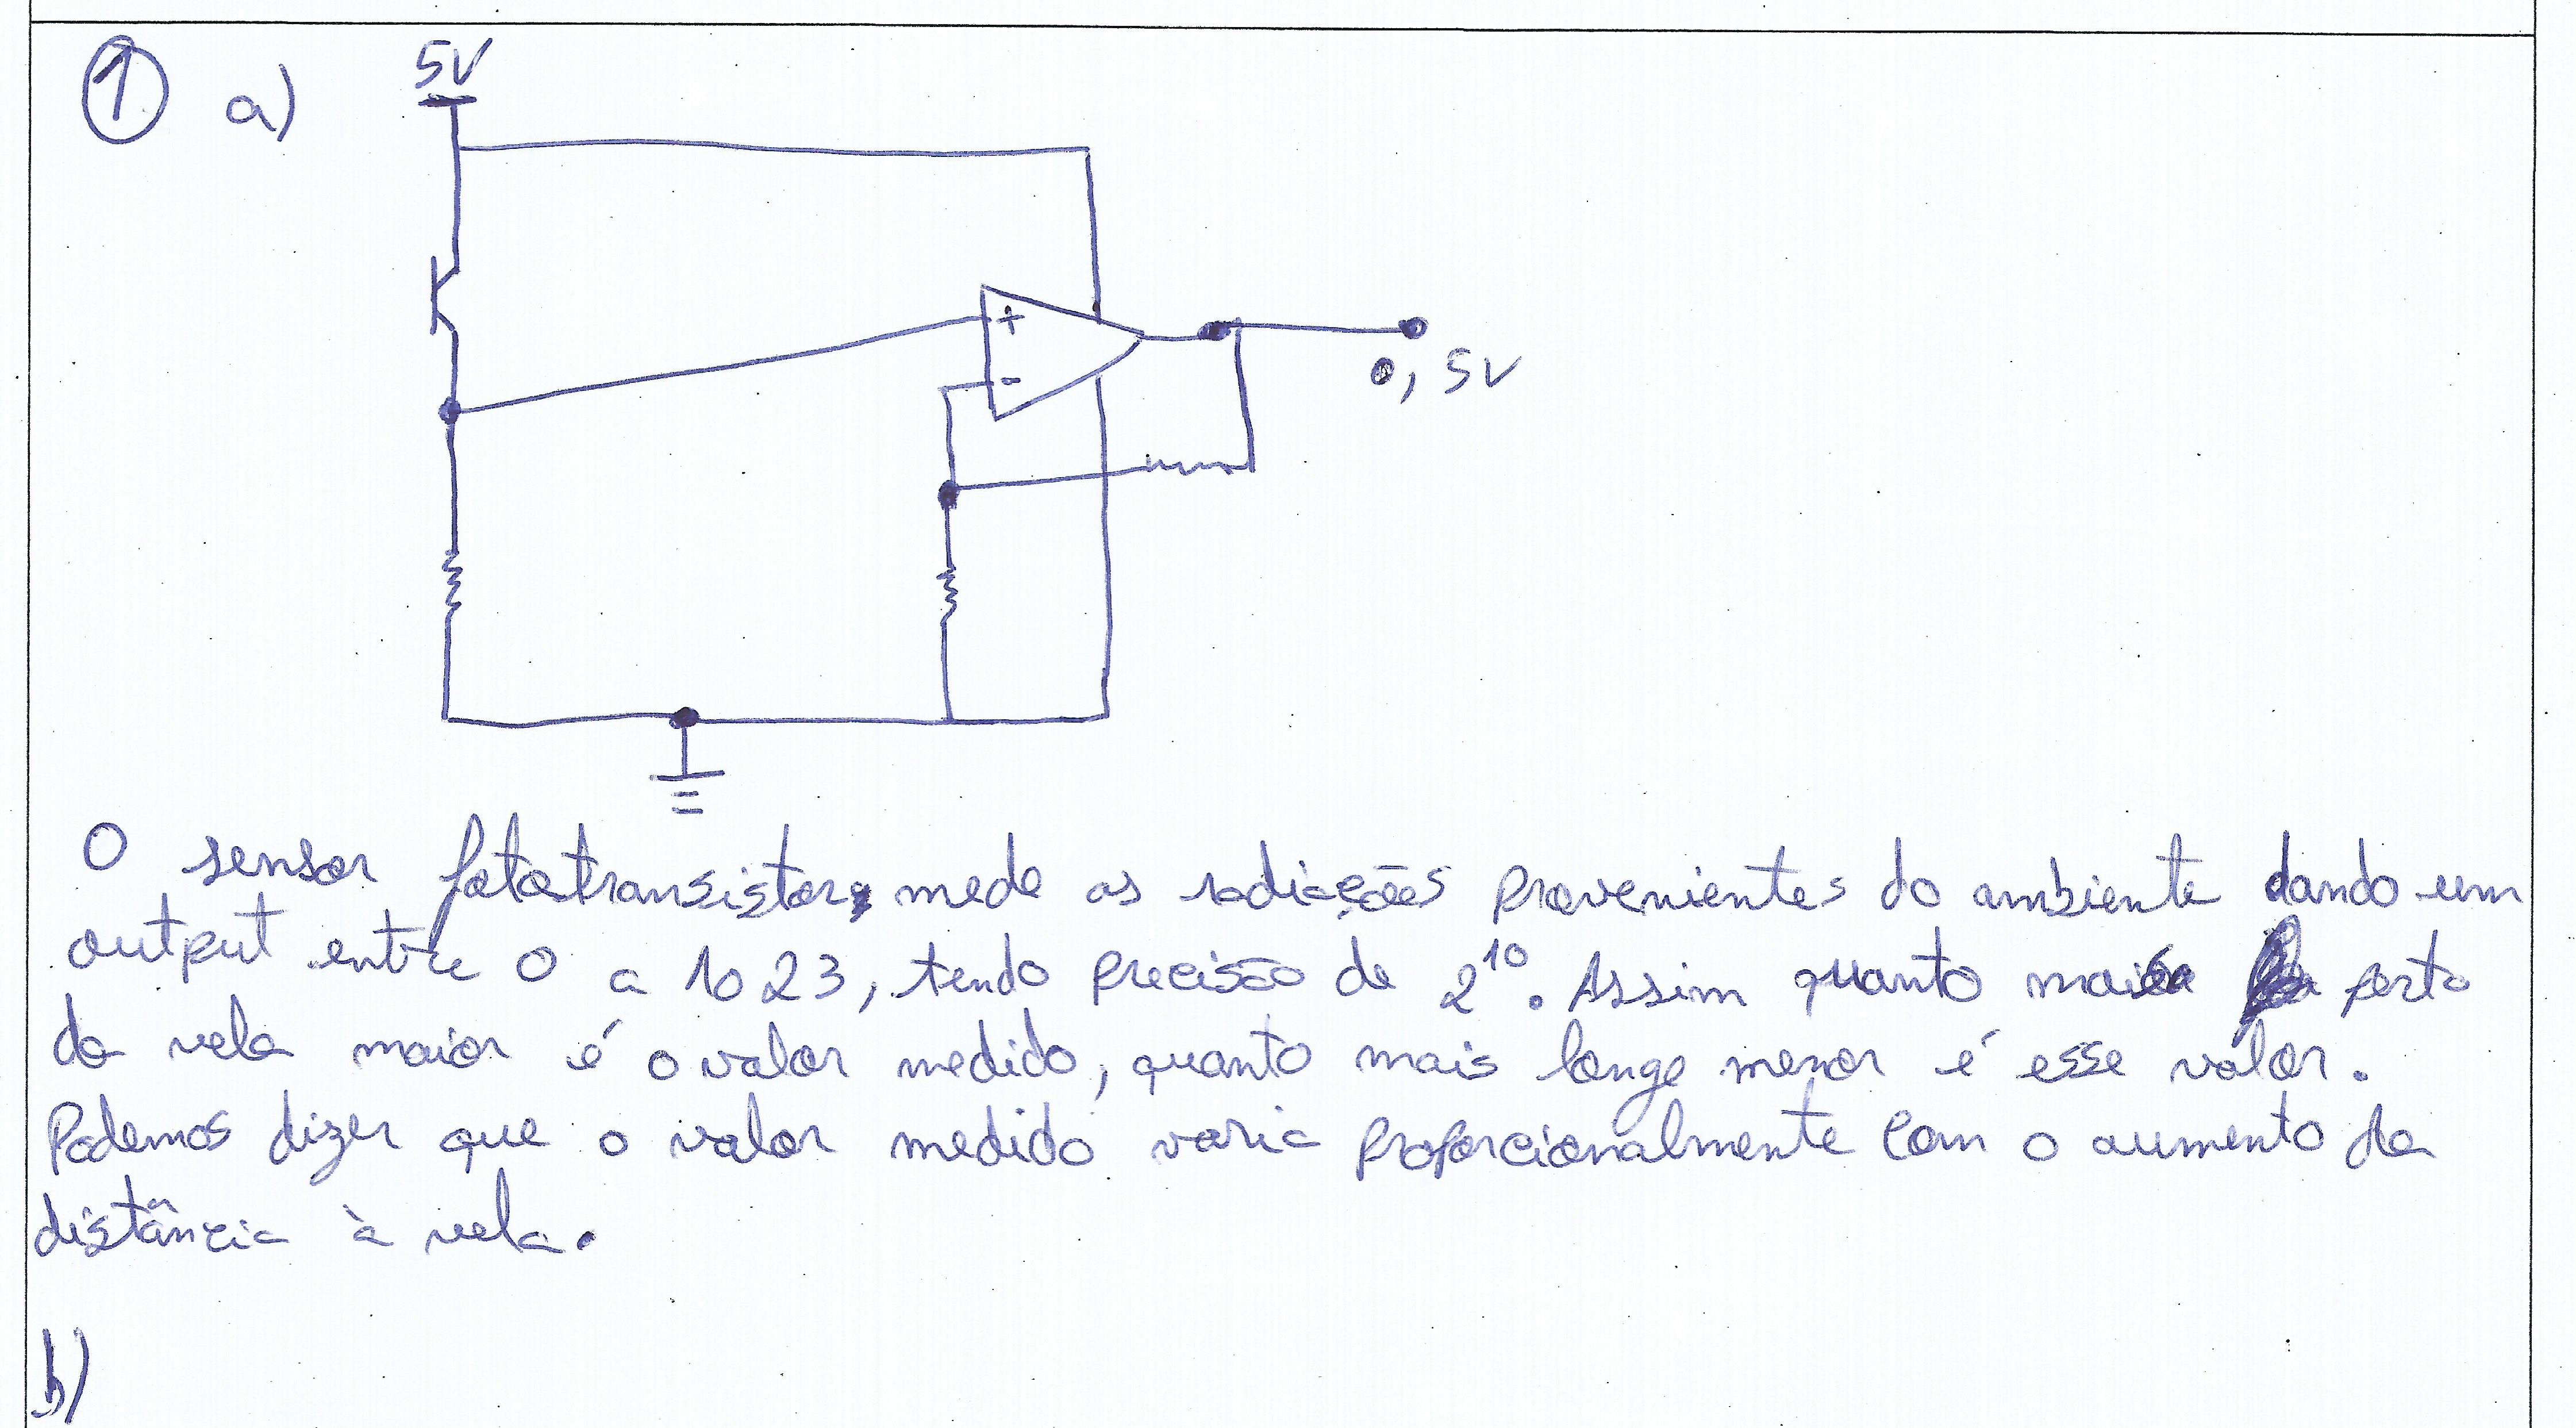 1 a) 5V
+
-
0, 5V
O sensor fototransistor, mede as radiações provenientes do ambiente dando um
output entre 0 a 1023, tendo precisão de 2^10. Assim quanto mais perto
da vela maior é o valor medido, quanto mais longe menor é esse valor.
Podemos dizer que o valor medido varia proporcionalmente com o aumento da
distância à vela.
b)